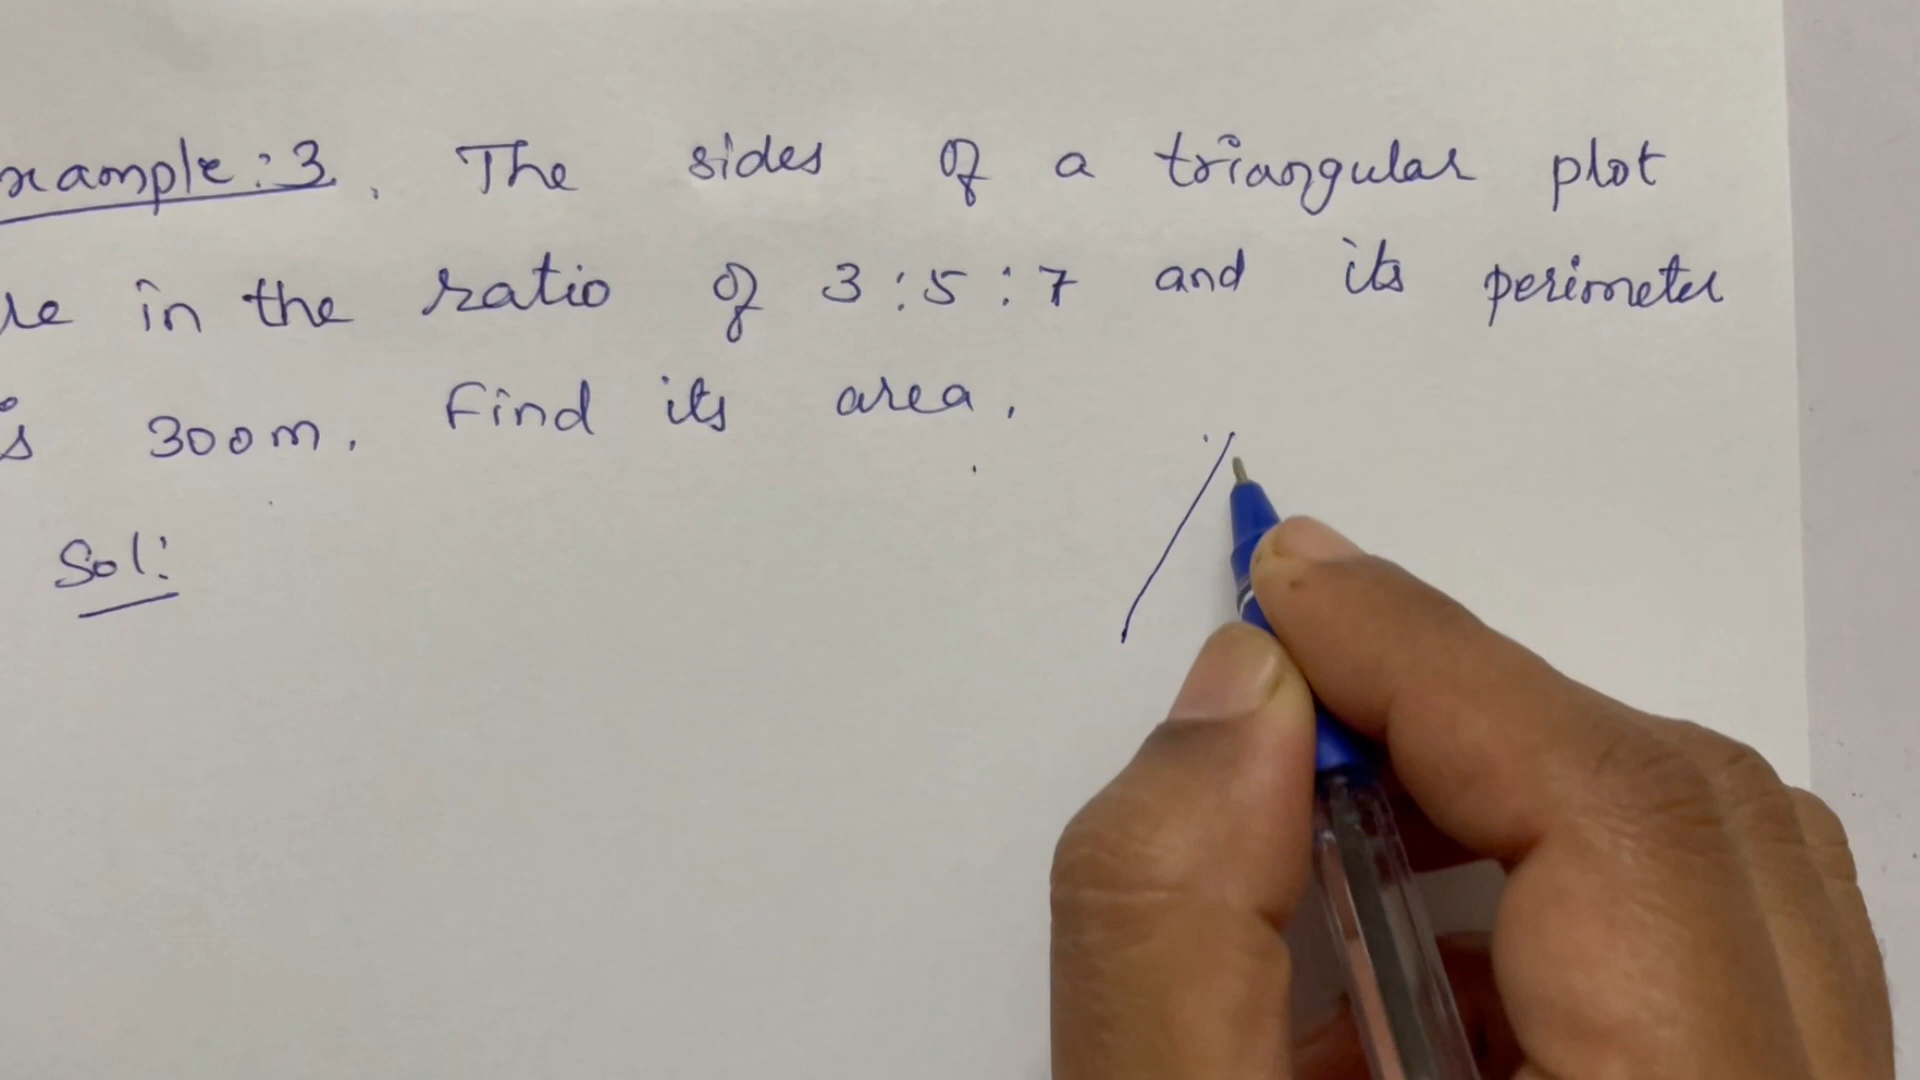 xample: 3. The sides of a triangular plot
re in the ratio of 3:5:7 and its perimeter
is 300m. Find its area.
Sol: